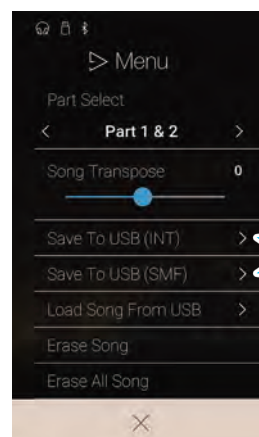 Menu
Part Select
< Part 1 & 2 >
Song Transpose 0
Save To USB (INT) >
Save To USB (SMF) >
Load Song From USB >
Erase Song
Erase All Song